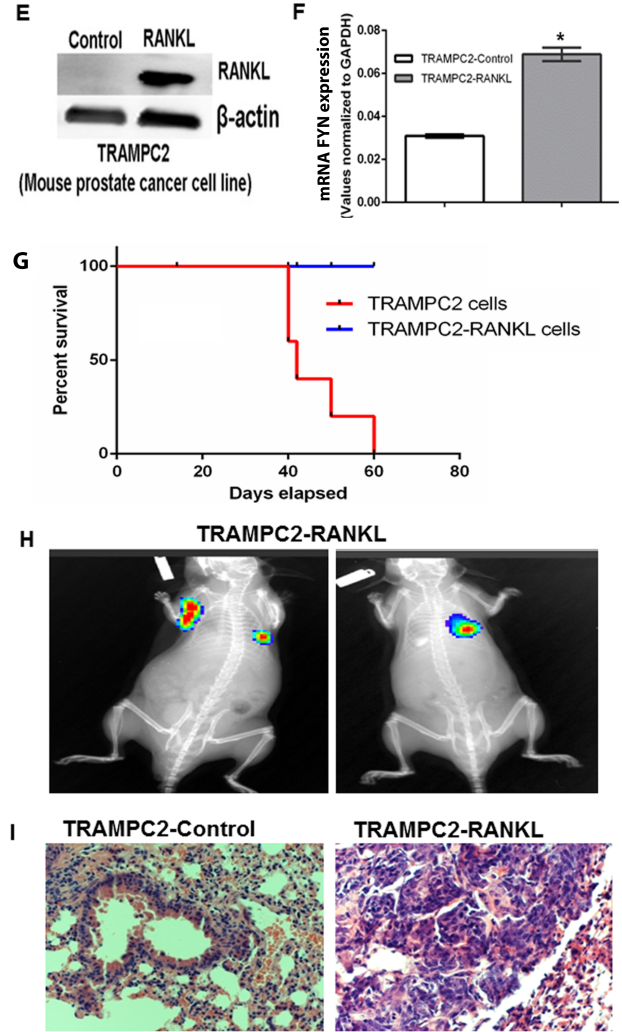 E
Control RANKL
RANKL
β-actin
TRAMPC2
(Mouse prostate cancer cell line)
F
mRNA FYN expression
(Values normalized to GAPDH)
0.08
0.06
0.04
0.02
0.00
TRAMPC2-Control
TRAMPC2-RANKL
*
G
Percent survival
100
50
0
0 20 40 60 80
Days elapsed
TRAMPC2 cells
TRAMPC2-RANKL cells
H
TRAMPC2-RANKL
I
TRAMPC2-Control
TRAMPC2-RANKL